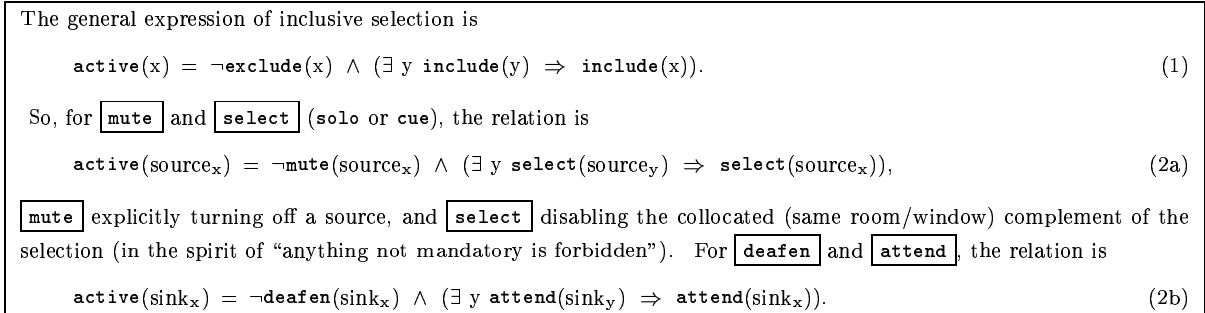 The general expression of inclusive selection is
active(x) = ¬exclude(x) ∧ (∃ y include(y) ⇒ include(x)). (1)
So, for mute and select (solo or cue), the relation is
active(sourceₓ) = ¬mute(sourceₓ) ∧ (∃ y select(source_y) ⇒ select(sourceₓ)), (2a)
mute explicitly turning off a source, and select disabling the collocated (same room/window) complement of the
selection (in the spirit of “anything not mandatory is forbidden”). For deafen and attend, the relation is
active(sinkₓ) = ¬deafen(sinkₓ) ∧ (∃ y attend(sink_y) ⇒ attend(sinkₓ)). (2b)